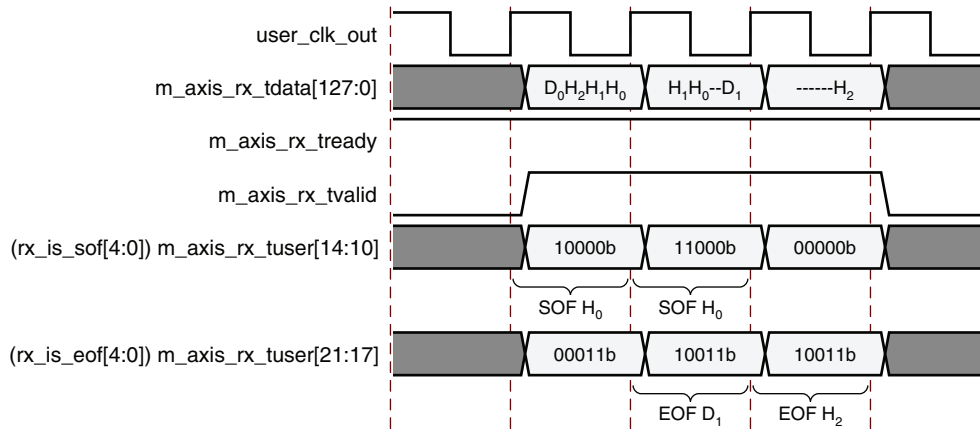 user_clk_out
m_axis_rx_tdata[127:0] D₀H₂H₁H₀ H₁H₀--D₁ ------H₂
m_axis_rx_tready
m_axis_rx_tvalid
(rx_is_sof[4:0]) m_axis_rx_tuser[14:10] 10000b 11000b 00000b
SOF H₀ SOF H₀
(rx_is_eof[4:0]) m_axis_rx_tuser[21:17] 00011b 10011b 10011b
EOF D₁ EOF H₂